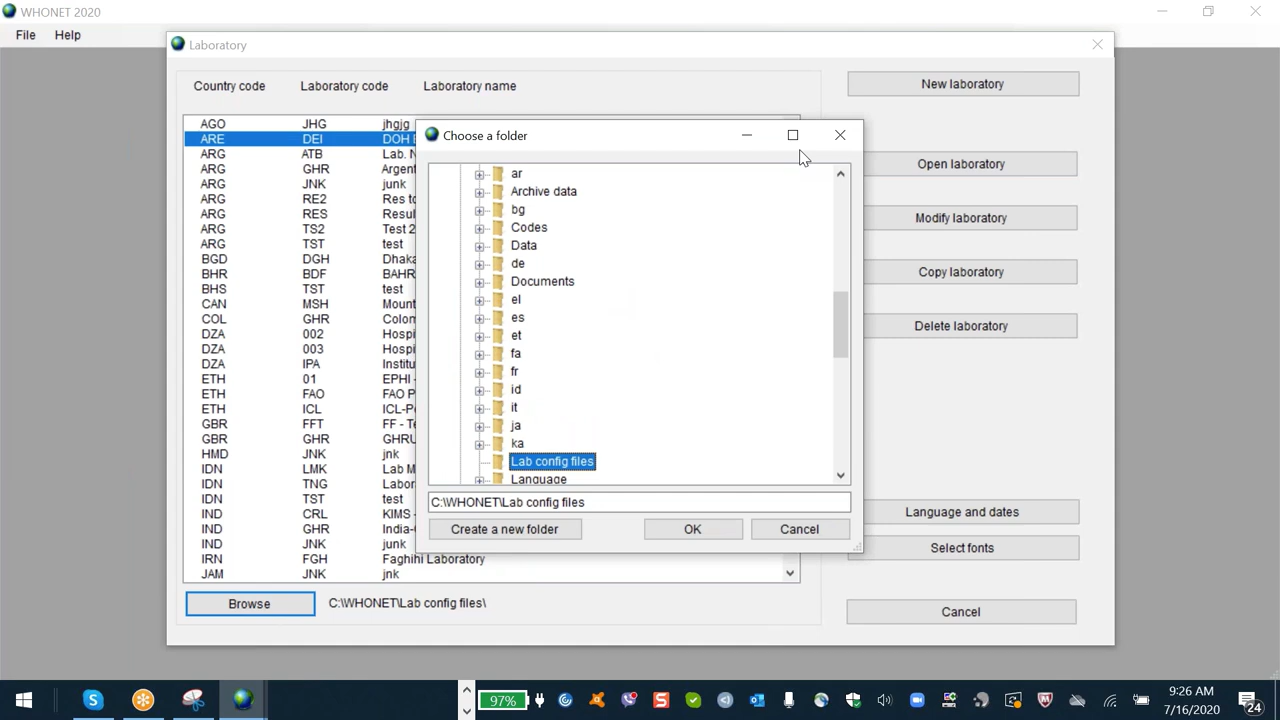 WHONET 2020
File Help
Laboratory
Country code Laboratory code Laboratory name
AGO JHG jhgjg
ARE DEI DOH
ARG ATB Lab. N
ARG GHR Argent
ARG JNK junk
ARG RE2 Res to
ARG RES Resul
ARG TS2 Test 2
ARG TST test
BGD DGH Dhaka
BHR BDF BAHR
BHS TST test
CAN MSH Mount
COL GHR Colom
DZA 002 Hospi
DZA 003 Hospi
DZA IPA Institu
ETH 01 EPHI -
ETH FAO FAO P
ETH ICL ICL-Po
GBR FFT FF - Te
GBR GHR GHRU
HMD JNK jnk
IDN LMK Lab M
IDN TNG Labor
IDN TST test
IND CRL KIMS -
IND GHR India-C
IND JNK junk
IRN FGH Faghihi Laboratory
JAM JNK jnk
Browse C:\WHONET\Lab config files\
Choose a folder
ar
Archive data
bg
Codes
Data
de
Documents
el
es
et
fa
fr
id
it
ja
ka
Lab config files
Language
C:\WHONET\Lab config files
Create a new folder OK Cancel
New laboratory
Open laboratory
Modify laboratory
Copy laboratory
Delete laboratory
Language and dates
Select fonts
Cancel
97%
9:26 AM
7/16/2020
24